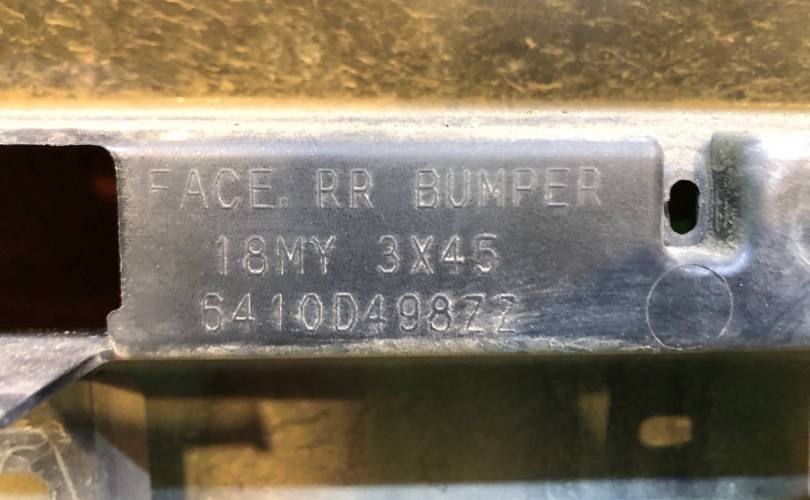 FACE. RR BUMPER
18MY 3X45
6410D498ZZ